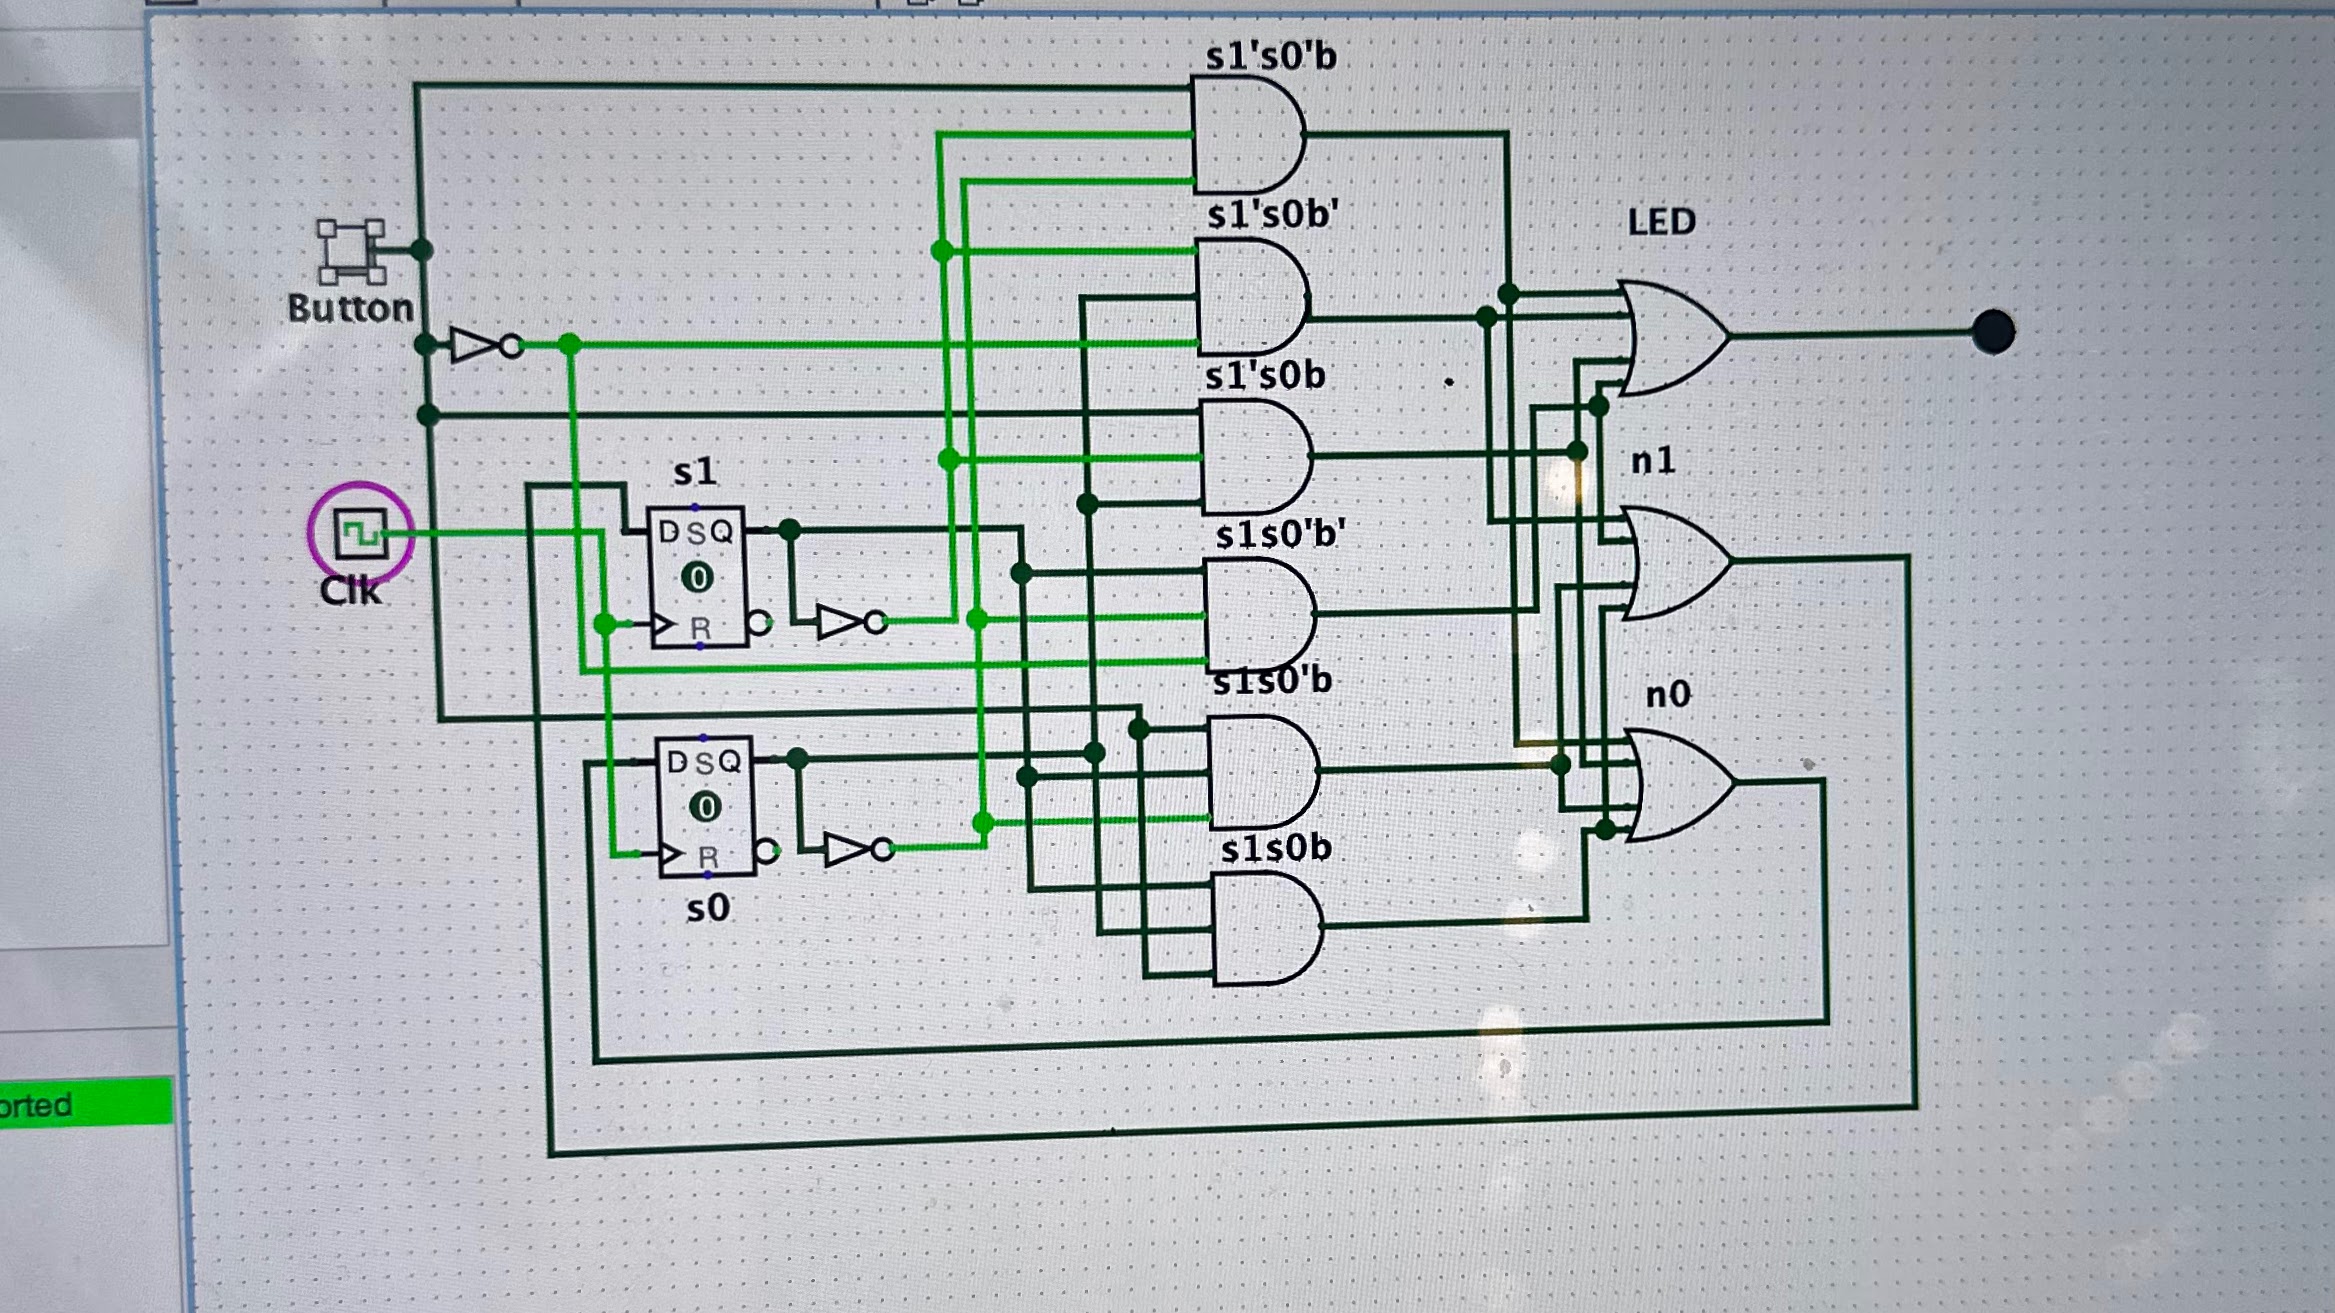 s1's0'b
s1's0b'
LED
Button
s1's0b
s1
n1
D S Q
0
R
s1s0'b'
Clk
s1s0'b
n0
D S Q
0
R
s1s0b
s0
orted